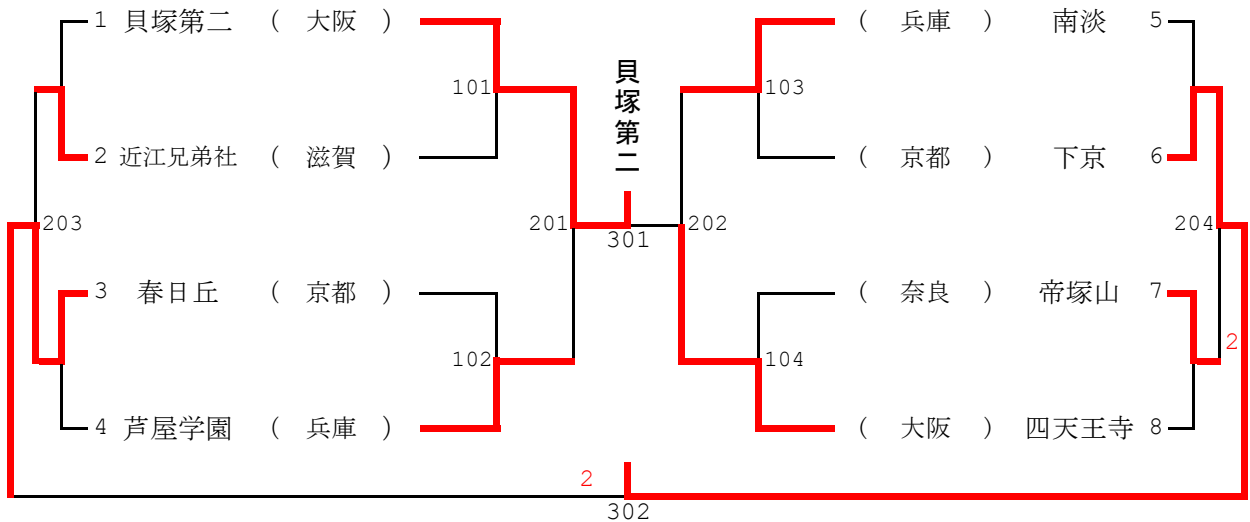 1 貝塚第二 ( 大阪 ) ( 兵庫 ) 南淡 5
貝塚第二
101 103
2 近江兄弟社 ( 滋賀 ) ( 京都 ) 下京 6
203 201 202 204
301
3 春日丘 ( 京都 ) ( 奈良 ) 帝塚山 7
2
102 104
4 芦屋学園 ( 兵庫 ) ( 大阪 ) 四天王寺 8
2
302